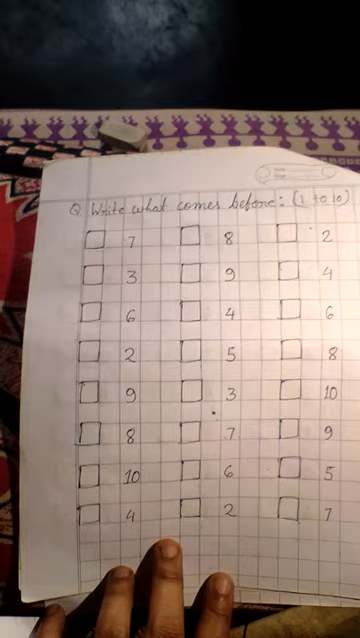 Q. Write what comes before: (1 to 10)
☐ 7 ☐ 8 ☐ 2
☐ 3 ☐ 9 ☐ 4
☐ 6 ☐ 4 ☐ 6
☐ 2 ☐ 5 ☐ 8
☐ 9 ☐ 3 ☐ 10
☐ 8 ☐ 7 ☐ 9
☐ 10 ☐ 6 ☐ 5
☐ 4 ☐ 2 ☐ 7